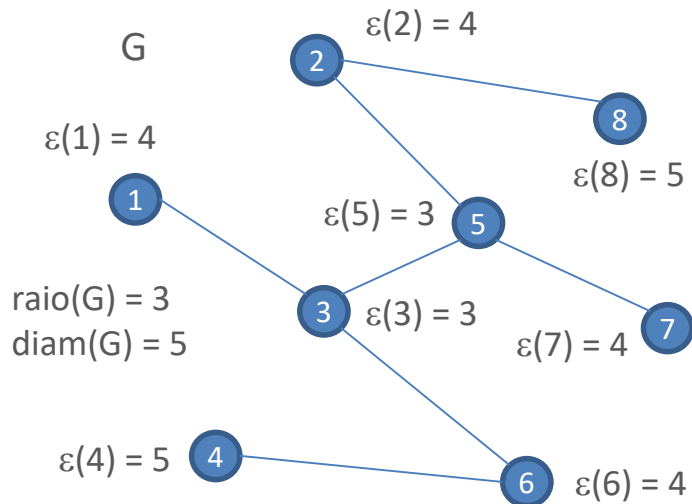 G
ε(2) = 4
2
8
ε(1) = 4
ε(8) = 5
1
ε(5) = 3
5
raio(G) = 3
diam(G) = 5
3
ε(3) = 3
7
ε(7) = 4
ε(4) = 5
4
6
ε(6) = 4